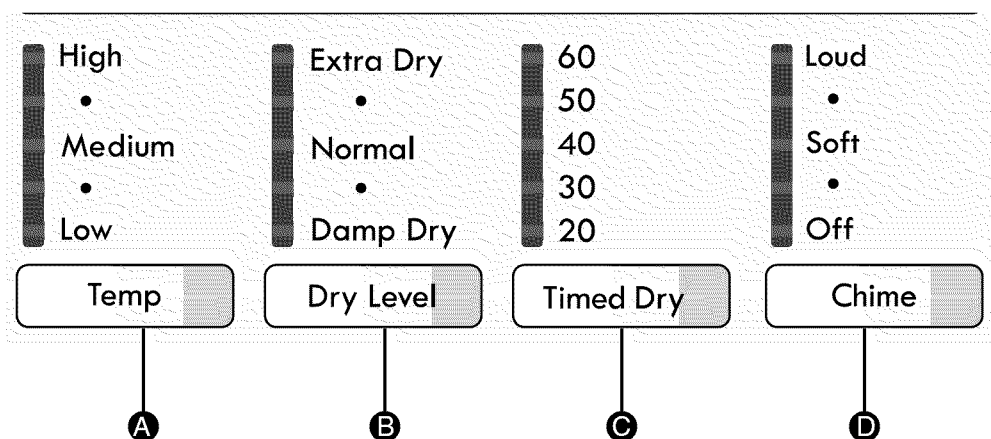 High
•
Medium
•
Low
Temp
A
Extra Dry
•
Normal
•
Damp Dry
Dry Level
B
60
50
40
30
20
Timed Dry
C
Loud
•
Soft
•
Off
Chime
D